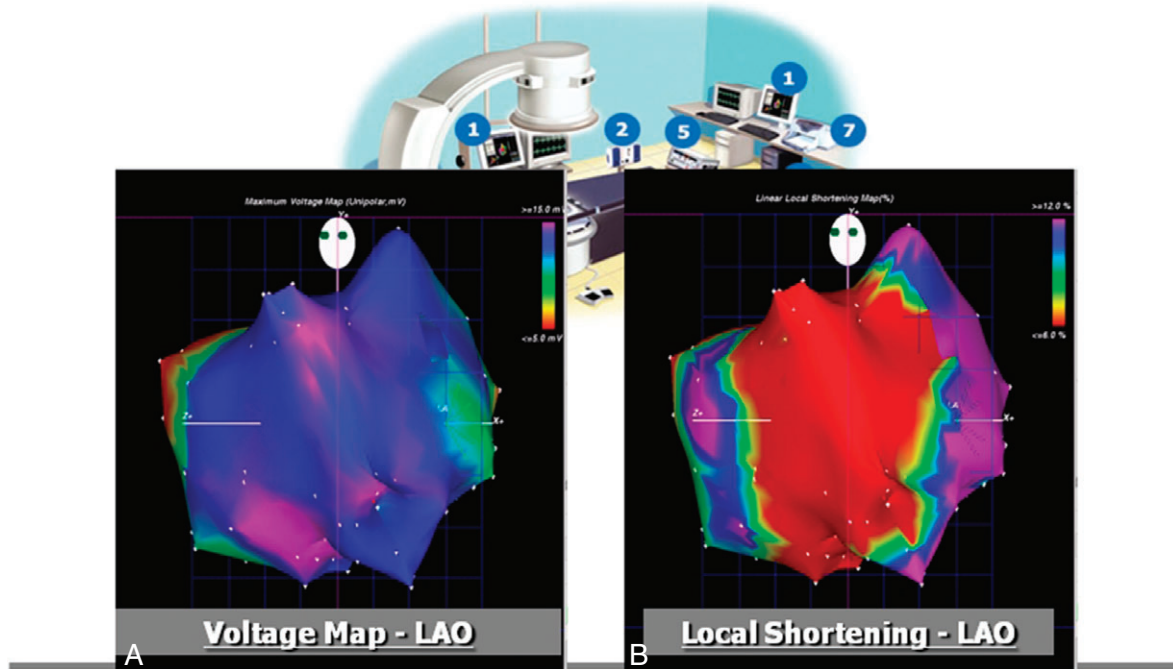 1
1
2
5
7
Maximum Voltage Map (Unipolar,mV)
>=15.0 mV
Y+
<=5.0 mV
Z+
A
X+
Voltage Map - LAO
A
Linear Local Shortening Map(%)
>=12.0 %
Y+
<=6.0 %
Z+
A
X+
Local Shortening - LAO
B